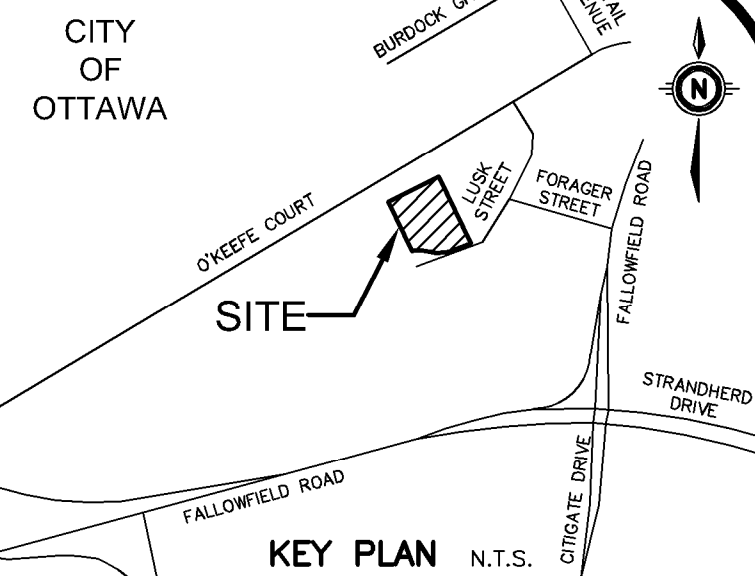 CITY
OF
OTTAWA
BURDOCK
N
LUSK
STREET
FORAGER
STREET
FALLOWFIELD ROAD
O'KEEFE COURT
SITE
STRANDHERD
DRIVE
CITIGATE DRIVE
FALLOWFIELD ROAD
KEY PLAN N.T.S.